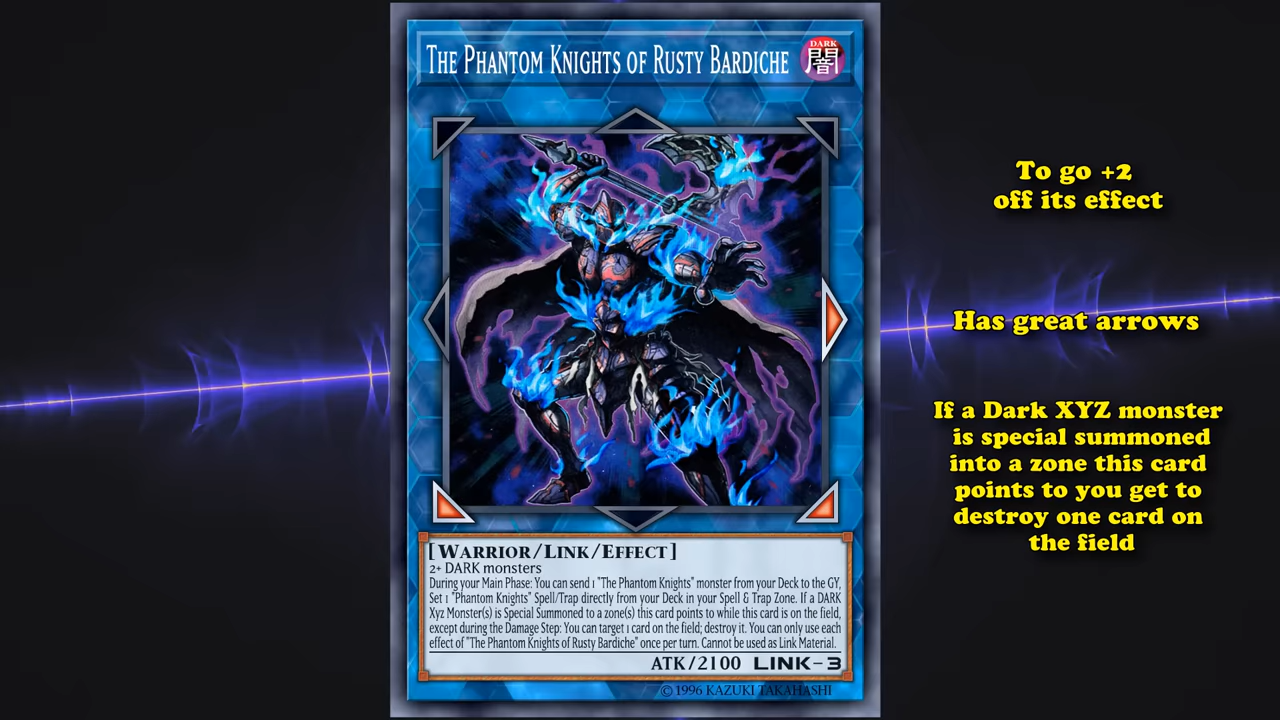 THE PHANTOM KNIGHTS OF RUSTY BARDICHE
DARK
闇
[WARRIOR/LINK/EFFECT]
2+ DARK monsters
During your Main Phase: You can send 1 "The Phantom Knights" monster from your Deck to the GY,
Set 1 "Phantom Knights" Spell/Trap directly from your Deck in your Spell & Trap Zone. If a DARK
Xyz Monster(s) is Special Summoned to a zone(s) this card points to while this card is on the field,
except during the Damage Step: You can target 1 card on the field; destroy it. You can only use each
effect of "The Phantom Knights of Rusty Bardiche" once per turn. Cannot be used as Link Material.
ATK/2100 LINK-3
©1996 KAZUKI TAKAHASHI
To go +2
off its effect
Has great arrows
If a Dark XYZ monster
is special summoned
into a zone this card
points to you get to
destroy one card on
the field